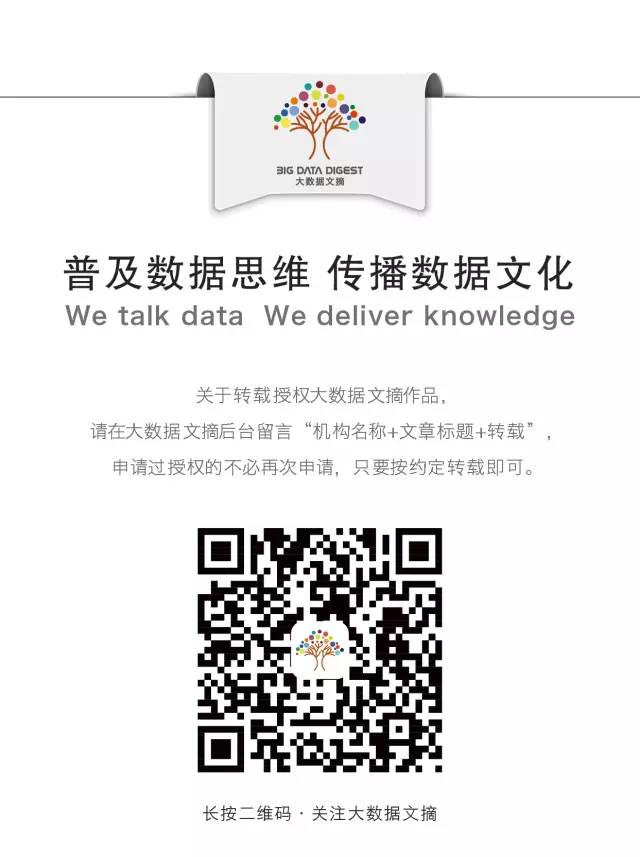 BIG DATA DIGEST
大数据文摘
普及数据思维 传播数据文化
We talk data We deliver knowledge
关于转载授权大数据文摘作品，
请在大数据文摘后台留言“机构名称+文章标题+转载”，
申请过授权的不必再次申请，只要按约定转载即可。
长按二维码·关注大数据文摘